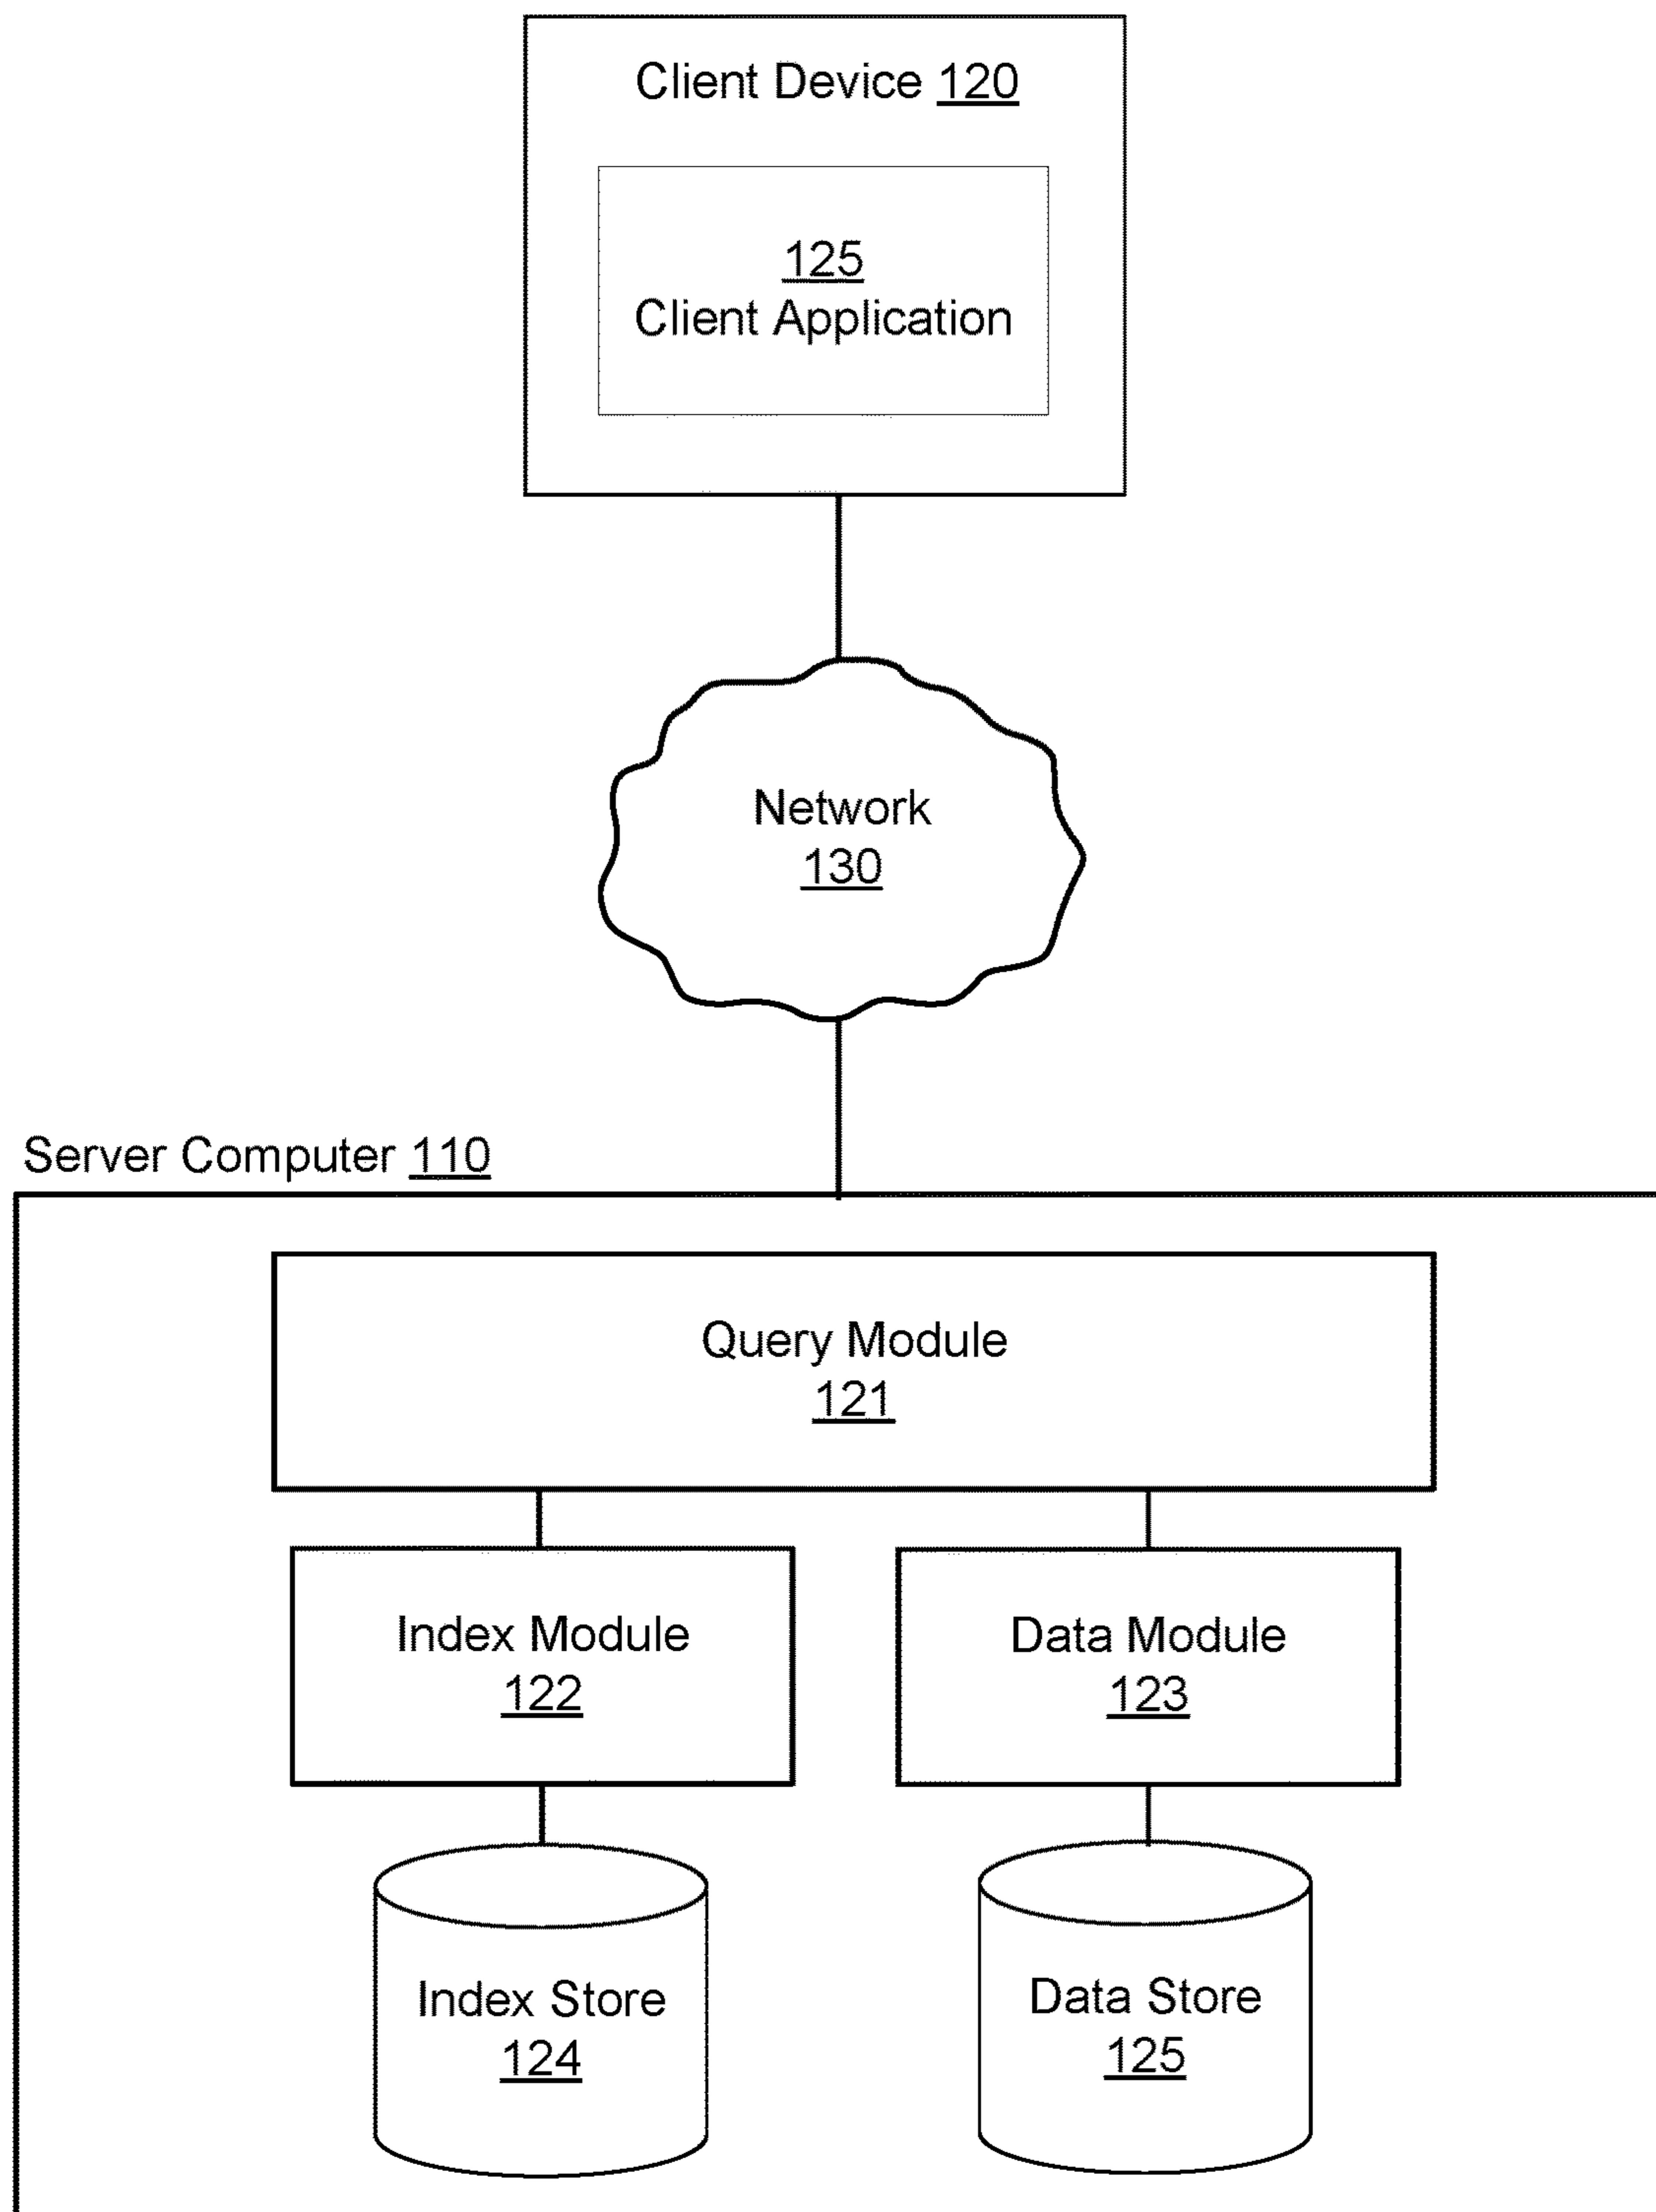 Client Device 120
125
Client Application
Network
130
Server Computer 110
Query Module
121
Index Module
122
Data Module
123
Index Store
124
Data Store
125